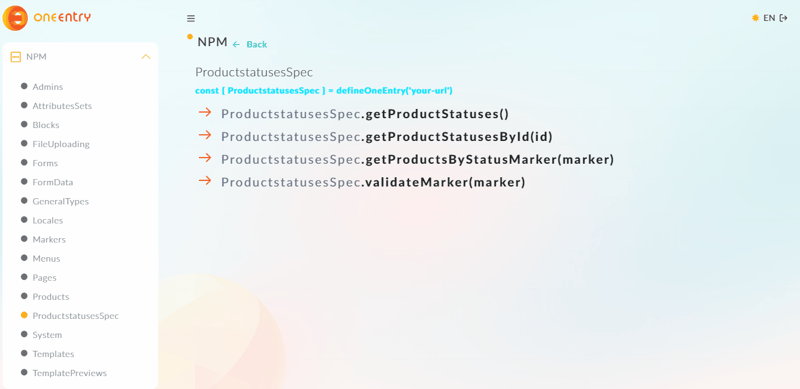 ONEENTRY
EN
NPM
NPM
← Back
Admins
AttributesSets
Blocks
FileUploading
Forms
FormData
GeneralTypes
Locales
Markers
Menus
Pages
Products
ProductstatusesSpec
System
Templates
TemplatePreviews
ProductstatusesSpec
const { ProductstatusesSpec } = defineOneEntry('your-url')
→ ProductstatusesSpec.getProductStatuses()
→ ProductstatusesSpec.getProductStatusesById(id)
→ ProductstatusesSpec.getProductsByStatusMarker(marker)
→ ProductstatusesSpec.validateMarker(marker)